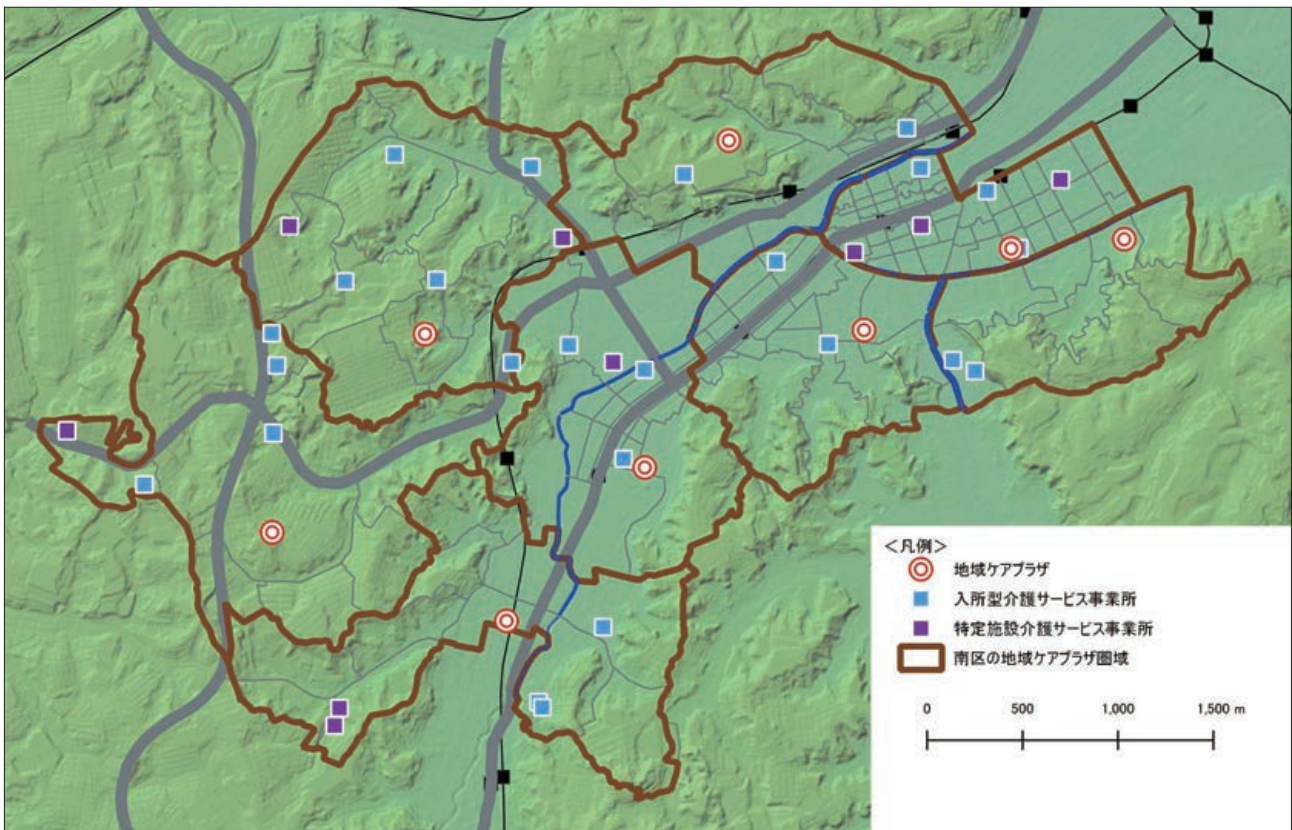 <凡例>
地域ケアプラザ
入所型介護サービス事業所
特定施設介護サービス事業所
南区の地域ケアプラザ圏域
0 500 1,000 1,500 m